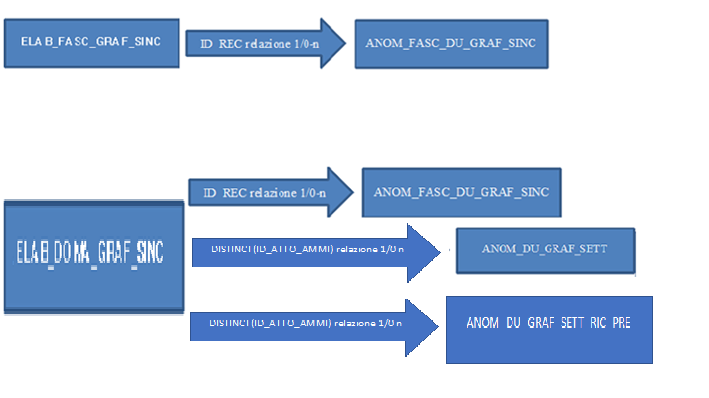 ELAB_FASC_GRAF_SINC
ID_REC relazione 1/0-n
ANOM_FASC_DU_GRAF_SINC
ID_REC relazione 1/0-n
ANOM_FASC_DU_GRAF_SINC
ELAB_DOMA_GRAF_SINC
DISTINCT(ID_ATTO_AMMI) relazione 1/0 n
ANOM_DU_GRAF_SETT
DISTINCT(ID_ATTO_AMMI) relazione 1/0 n
ANOM_DU_GRAF_SETT_RIC_PRE